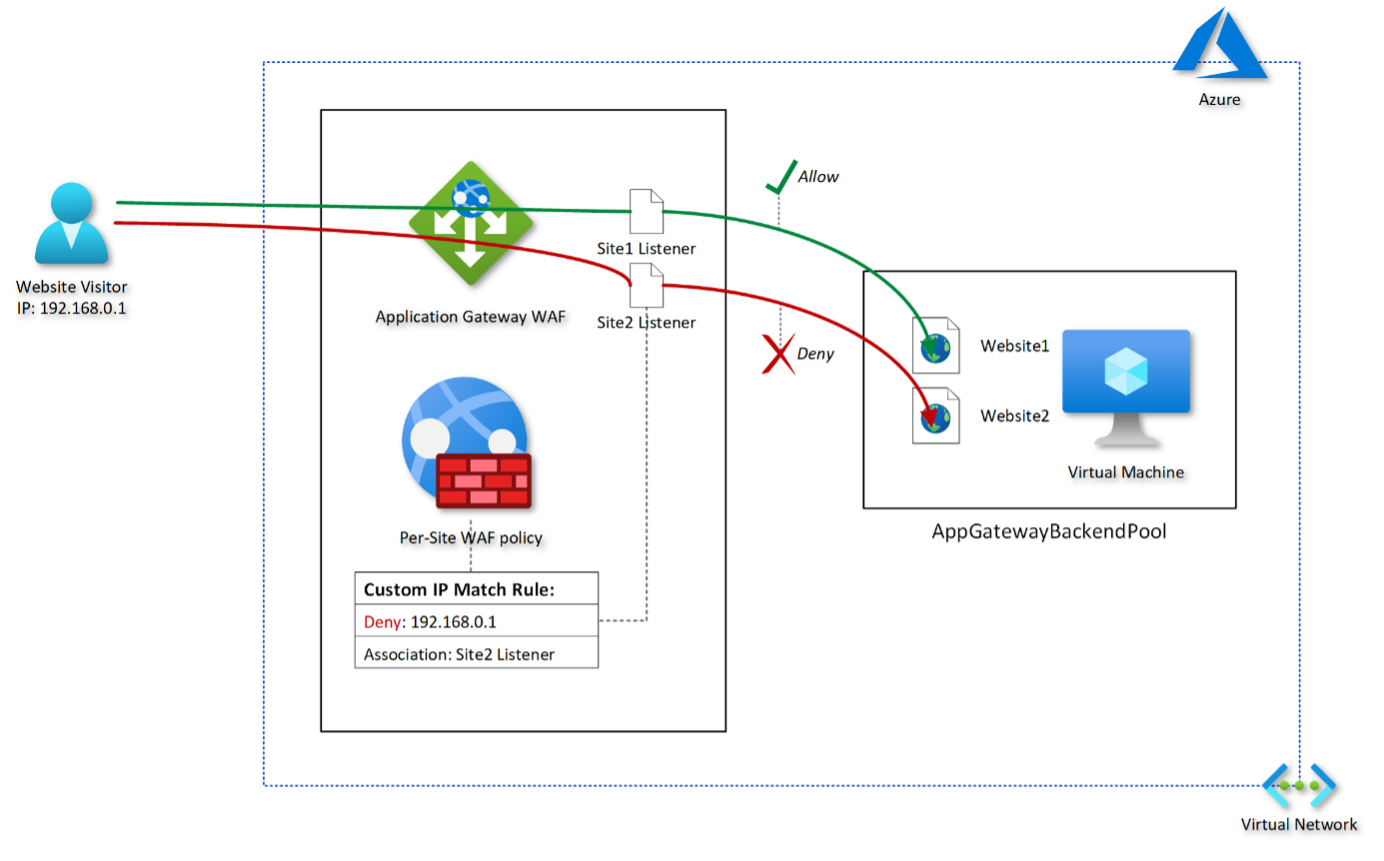 Azure
Allow
Site1 Listener
Website Visitor
IP: 192.168.0.1
Application Gateway WAF
Site2 Listener
Deny
Website1
Website2
Virtual Machine
AppGatewayBackendPool
Per-Site WAF policy
Custom IP Match Rule:
Deny: 192.168.0.1
Association: Site2 Listener
Virtual Network